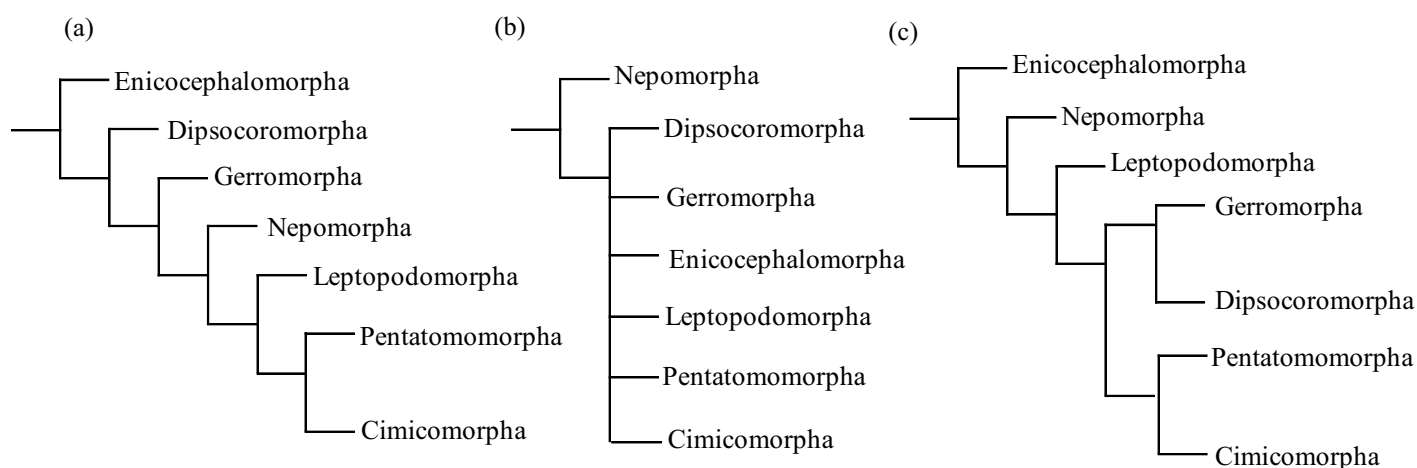 (a)
Enicocephalomorpha
Dipsocoromorpha
Gerromorpha
Nepomorpha
Leptopodomorpha
Pentatomomorpha
Cimicomorpha
(b)
Nepomorpha
Dipsocoromorpha
Gerromorpha
Enicocephalomorpha
Leptopodomorpha
Pentatomomorpha
Cimicomorpha
(c)
Enicocephalomorpha
Nepomorpha
Leptopodomorpha
Gerromorpha
Dipsocoromorpha
Pentatomomorpha
Cimicomorpha